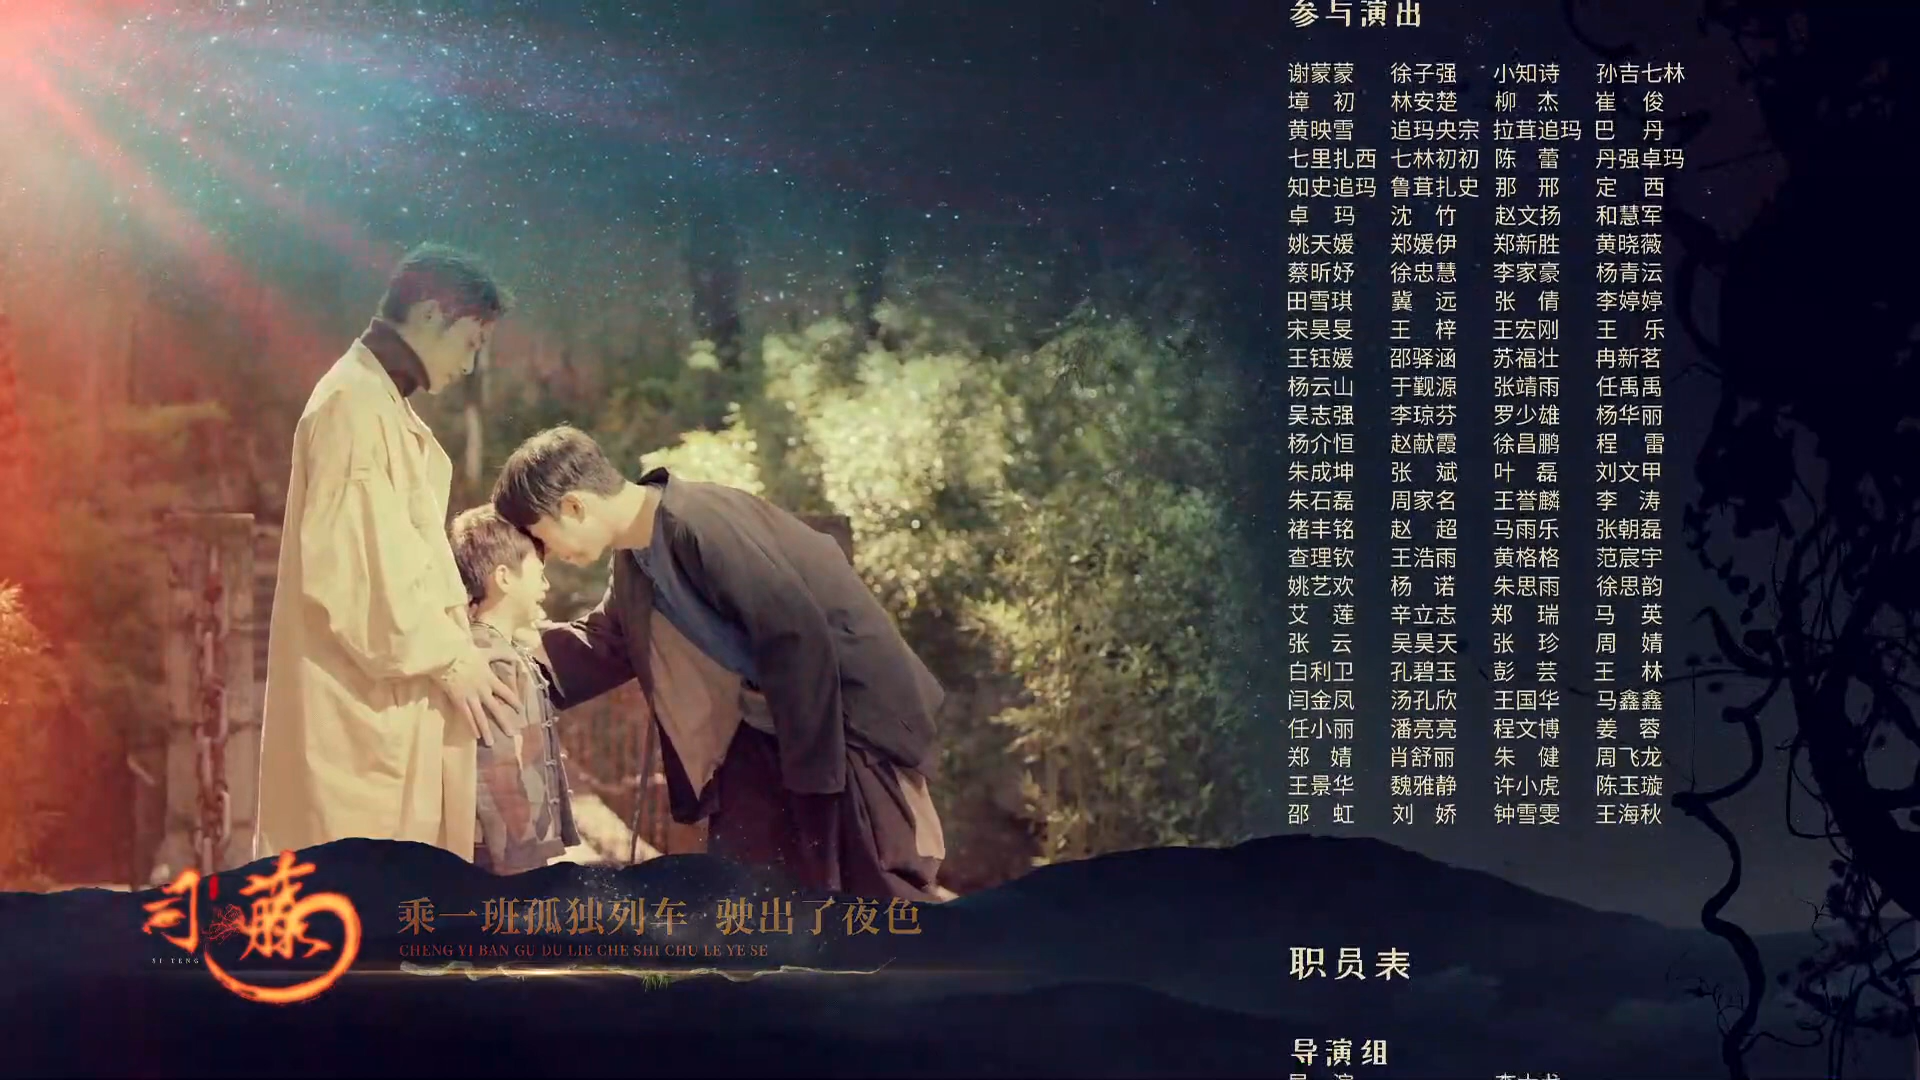 参与演出
谢蒙蒙 徐子强 小知诗 孙吉七林
墇 初 林安楚 柳 杰 崔 俊
黄映雪 追玛央宗 拉茸追玛 巴 丹
七里扎西 七林初初 陈 蕾 丹强卓玛
知史追玛 鲁茸扎史 那 邢 定 西
卓 玛 沈 竹 赵文扬 和慧军
姚天媛 郑媛伊 郑新胜 黄晓薇
蔡昕妤 徐忠慧 李家豪 杨青沄
田雪琪 冀 远 张 倩 李婷婷
宋昊旻 王 梓 王宏刚 王 乐
王钰媛 邵驿涵 苏福壮 冉新茗
杨云山 于觐源 张靖雨 任禹禹
吴志强 李琼芬 罗少雄 杨华丽
杨介恒 赵献霞 徐昌鹏 程 雷
朱成坤 张 斌 叶 磊 刘文甲
朱石磊 周家名 王誉麟 李 涛
褚丰铭 赵 超 马雨乐 张朝磊
查理钦 王浩雨 黄格格 范宸宇
姚艺欢 杨 诺 朱思雨 徐思韵
艾 莲 辛立志 郑 瑞 马 英
张 云 吴昊天 张 珍 周 婧
白利卫 孔碧玉 彭 芸 王 林
闫金凤 汤孔欣 王国华 马鑫鑫
任小丽 潘亮亮 程文博 姜 蓉
郑 婧 肖舒丽 朱 健 周飞龙
王景华 魏雅静 许小虎 陈玉璇
邵 虹 刘 娇 钟雪雯 王海秋
司藤
SI TENG
乘一班孤独列车 驶出了夜色
CHENG YI BAN GU DU LIE CHE SHI CHU LE YE SE
职员表
导演组